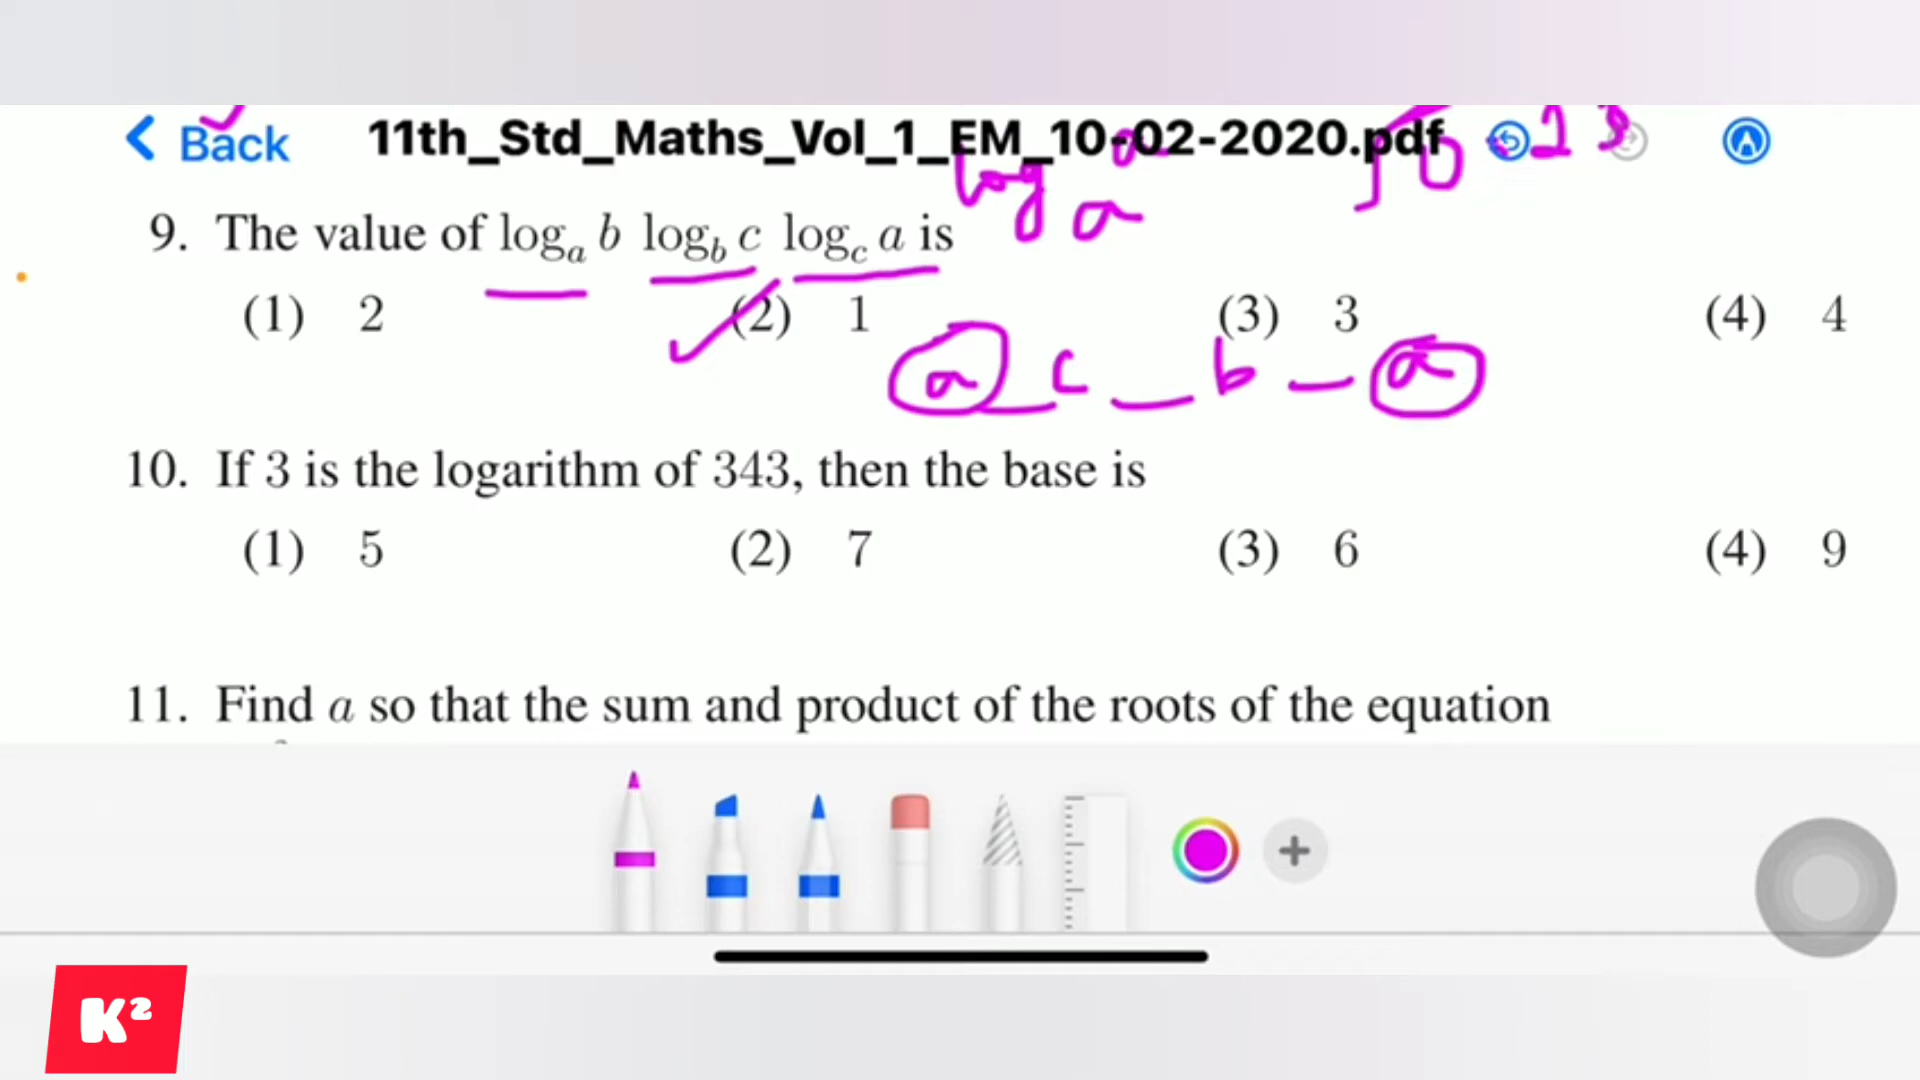 Back 11th_Std_Maths_Vol_1_EM_10-02-2020.pdf
log a a
9. The value of logₐ b log_b c log_c a is
(1) 2 (2) 1 (3) 3 (4) 4
a c b a
10. If 3 is the logarithm of 343, then the base is
(1) 5 (2) 7 (3) 6 (4) 9
11. Find a so that the sum and product of the roots of the equation
K²